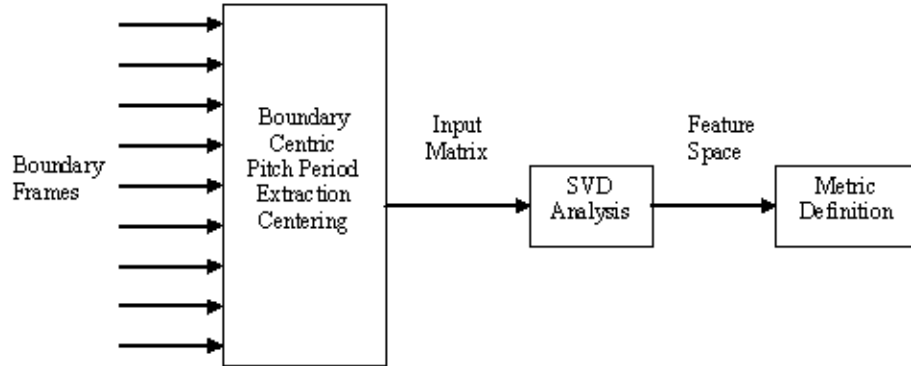 Boundary
Frames
Boundary
Centric
Pitch Period
Extraction
Centering
Input
Matrix
SVD
Analysis
Feature
Space
Metric
Definition